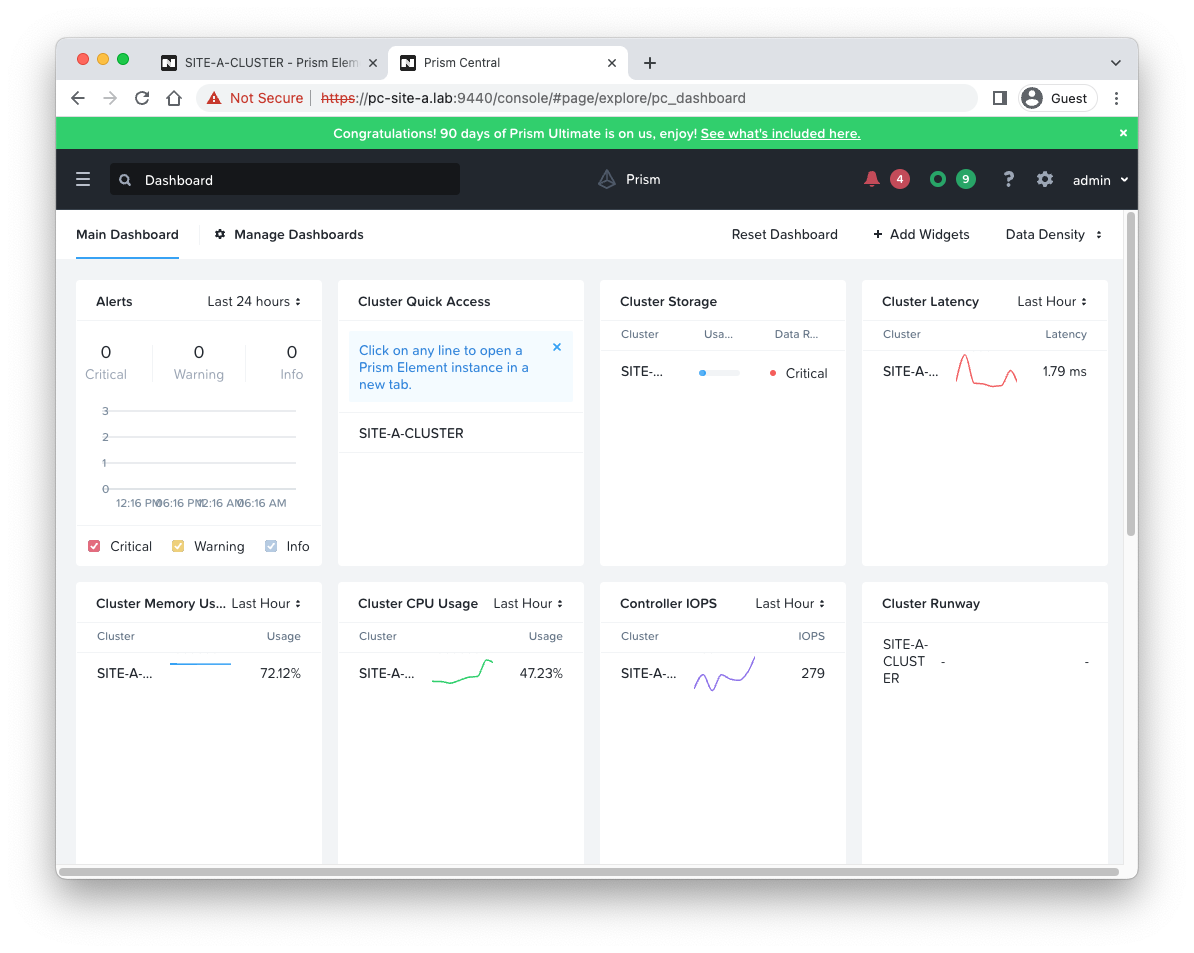 SITE-A-CLUSTER - Prism Elem
Prism Central
Not Secure
https://pc-site-a.lab:9440/console/#page/explore/pc_dashboard
Guest
Congratulations! 90 days of Prism Ultimate is on us, enjoy! See what's included here.
Dashboard
Prism
4
9
?
admin
Main Dashboard
Manage Dashboards
Reset Dashboard
+ Add Widgets
Data Density
Alerts
Last 24 hours
0
Critical
0
Warning
0
Info
3
2
1
0
12:16 PM
06:16 PM
12:16 AM
06:16 AM
Critical
Warning
Info
Cluster Quick Access
Click on any line to open a
Prism Element instance in a
new tab.
SITE-A-CLUSTER
Cluster Storage
Cluster
Usa...
Data R...
SITE-...
Critical
Cluster Latency
Last Hour
Cluster
Latency
SITE-A-...
1.79 ms
Cluster Memory Us...
Last Hour
Cluster
Usage
SITE-A-...
72.12%
Cluster CPU Usage
Last Hour
Cluster
Usage
SITE-A-...
47.23%
Controller IOPS
Last Hour
Cluster
IOPS
SITE-A-...
279
Cluster Runway
SITE-A-
CLUST
ER
-
-